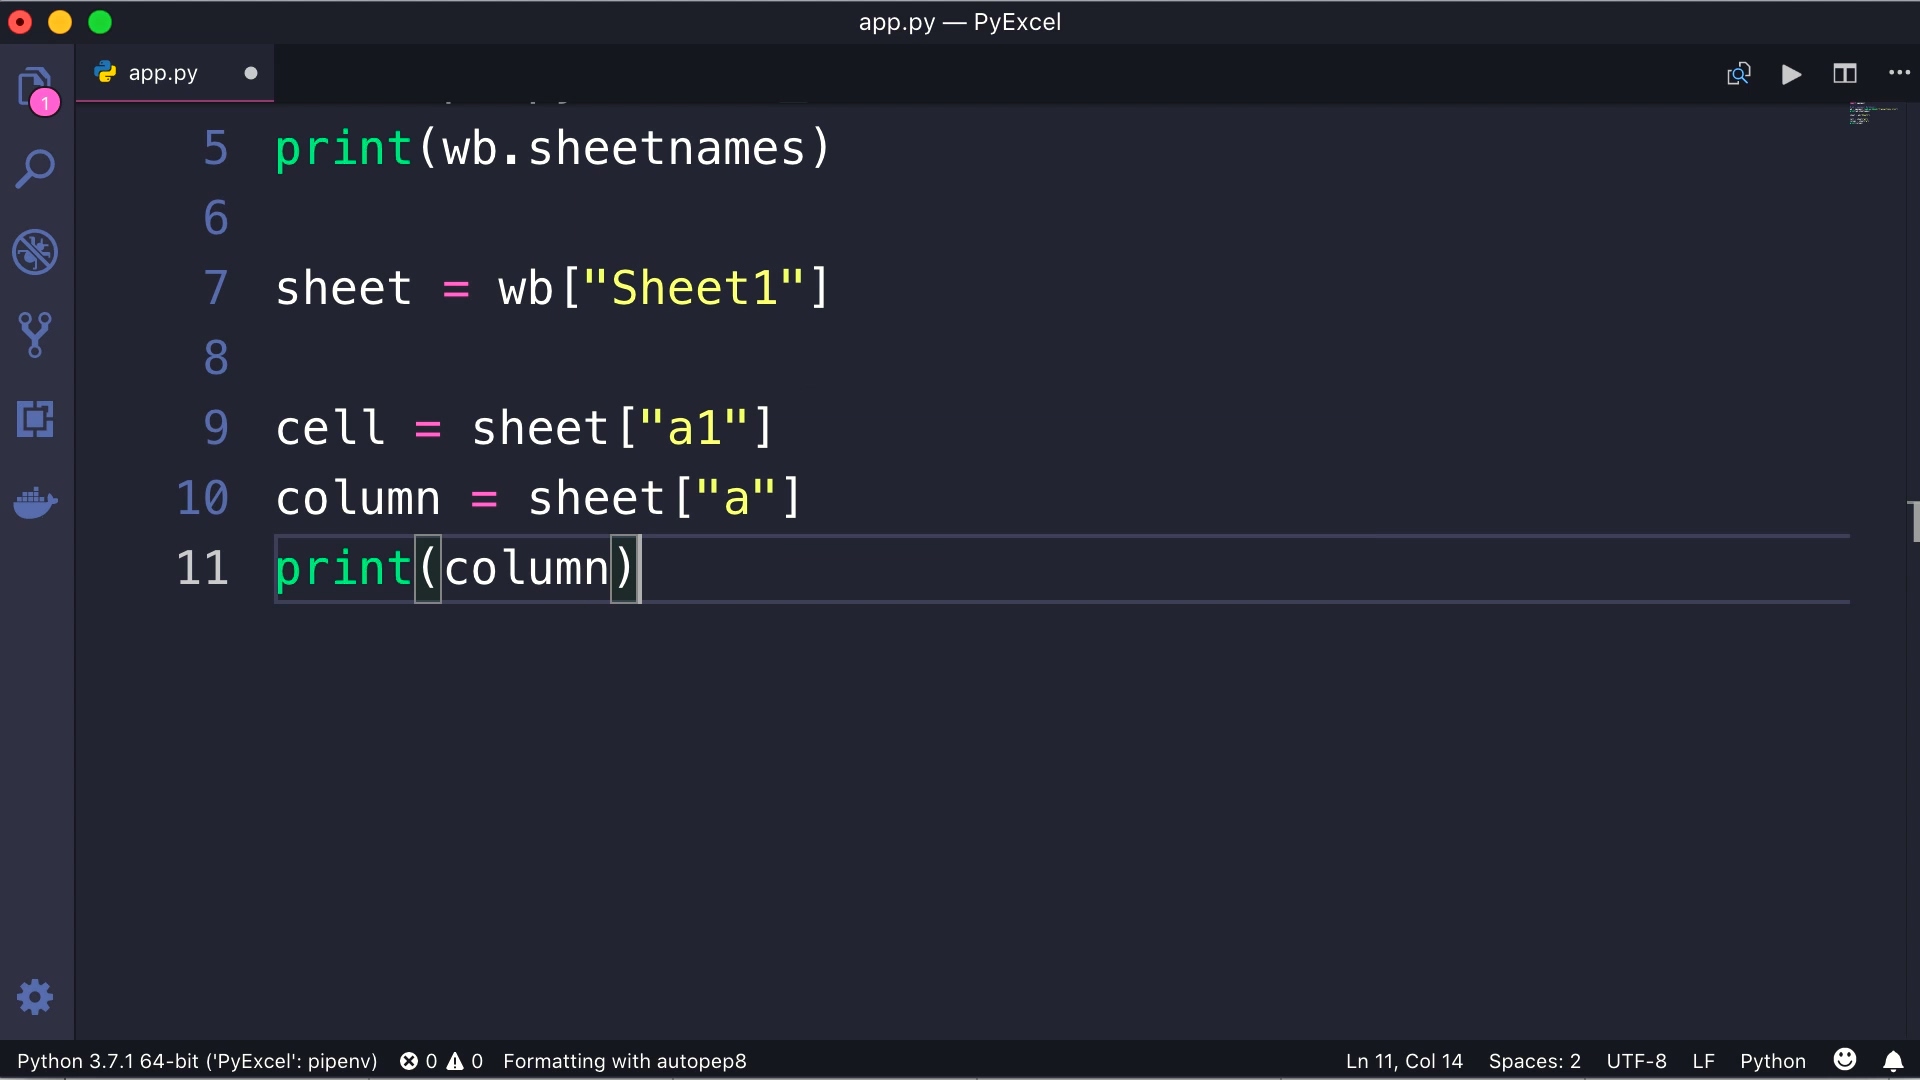 app.py — PyExcel
app.py
1
5 print(wb.sheetnames)
6
7 sheet = wb["Sheet1"]
8
9 cell = sheet["a1"]
10 column = sheet["a"]
11 print(column)
Python 3.7.1 64-bit ('PyExcel': pipenv) 0 0 Formatting with autopep8 Ln 11, Col 14 Spaces: 2 UTF-8 LF Python